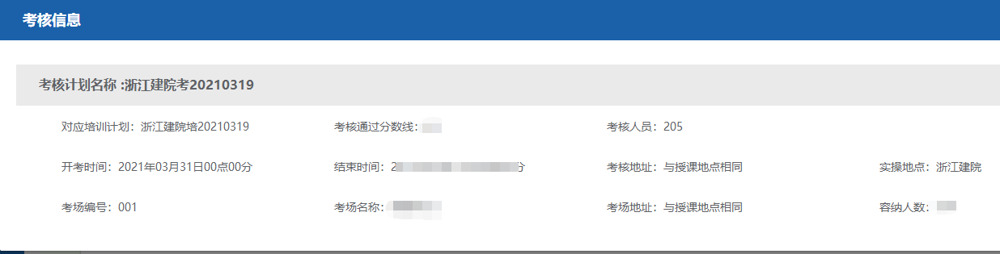 考核信息
考核计划名称 :浙江建院考20210319
对应培训计划：浙江建院培20210319 考核通过分数线： 考核人员：205
开考时间：2021年03月31日00点00分 结束时间：2 分 考核地址：与授课地点相同 实操地点：浙江建院
考场编号：001 考场名称： 考场地址：与授课地点相同 容纳人数：